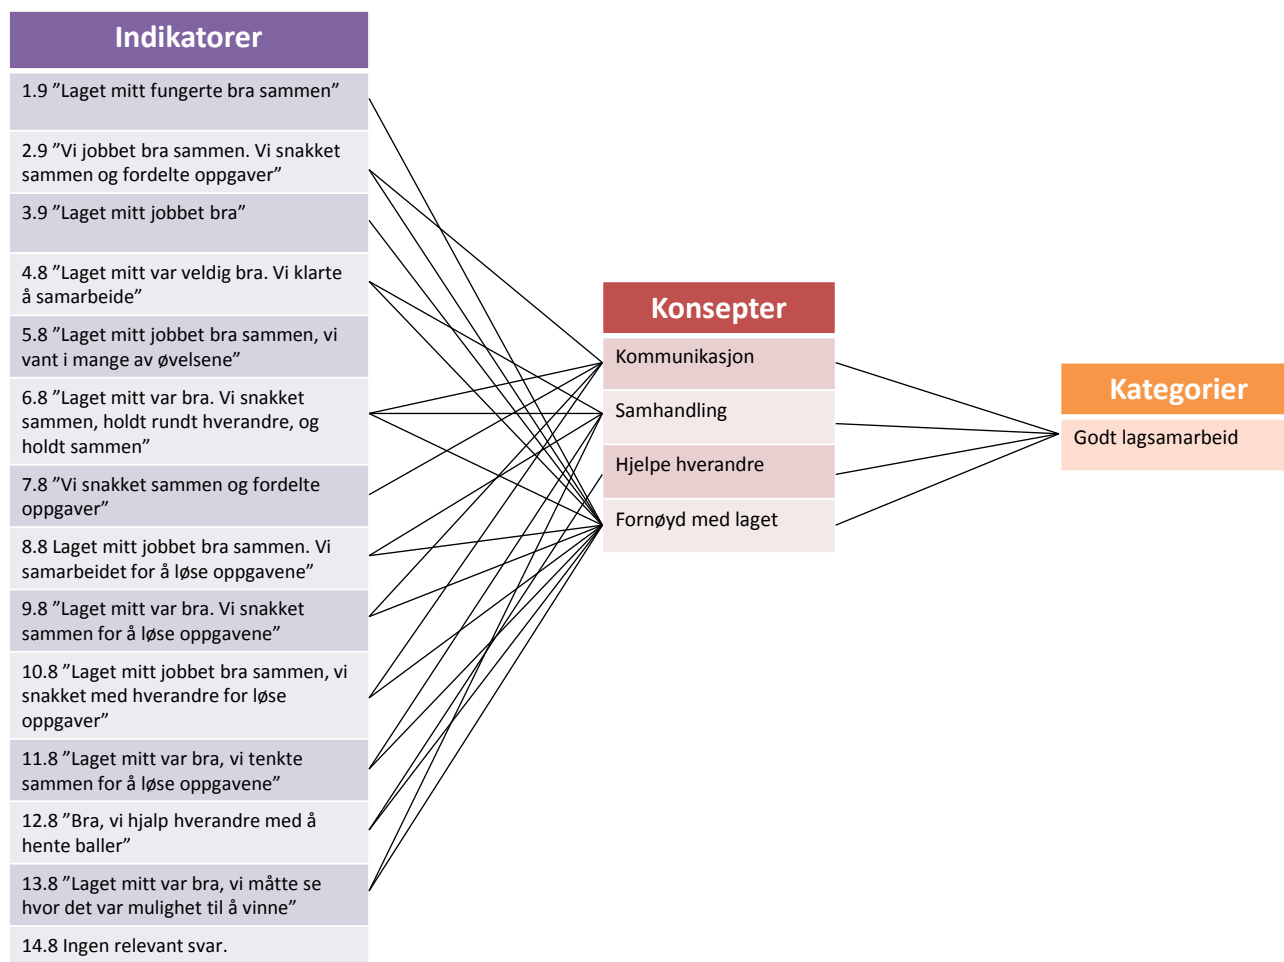 Indikatorer
1.9 ”Laget mitt fungerte bra sammen”
2.9 ”Vi jobbet bra sammen. Vi snakket
sammen og fordelte oppgaver”
3.9 ”Laget mitt jobbet bra”
4.8 ”Laget mitt var veldig bra. Vi klarte
å samarbeide”
5.8 ”Laget mitt jobbet bra sammen, vi
vant i mange av øvelsene”
6.8 ”Laget mitt var bra. Vi snakket
sammen, holdt rundt hverandre, og
holdt sammen”
7.8 ”Vi snakket sammen og fordelte
oppgaver”
8.8 Laget mitt jobbet bra sammen. Vi
samarbeidet for å løse oppgavene”
9.8 ”Laget mitt var bra. Vi snakket
sammen for å løse oppgavene”
10.8 ”Laget mitt jobbet bra sammen, vi
snakket med hverandre for løse
oppgaver”
11.8 ”Laget mitt var bra, vi tenkte
sammen for å løse oppgavene”
12.8 ”Bra, vi hjalp hverandre med å
hente baller”
13.8 ”Laget mitt var bra, vi måtte se
hvor det var mulighet til å vinne”
14.8 Ingen relevant svar.
Konsepter
Kommunikasjon
Samhandling
Hjelpe hverandre
Fornøyd med laget
Kategorier
Godt lagsamarbeid